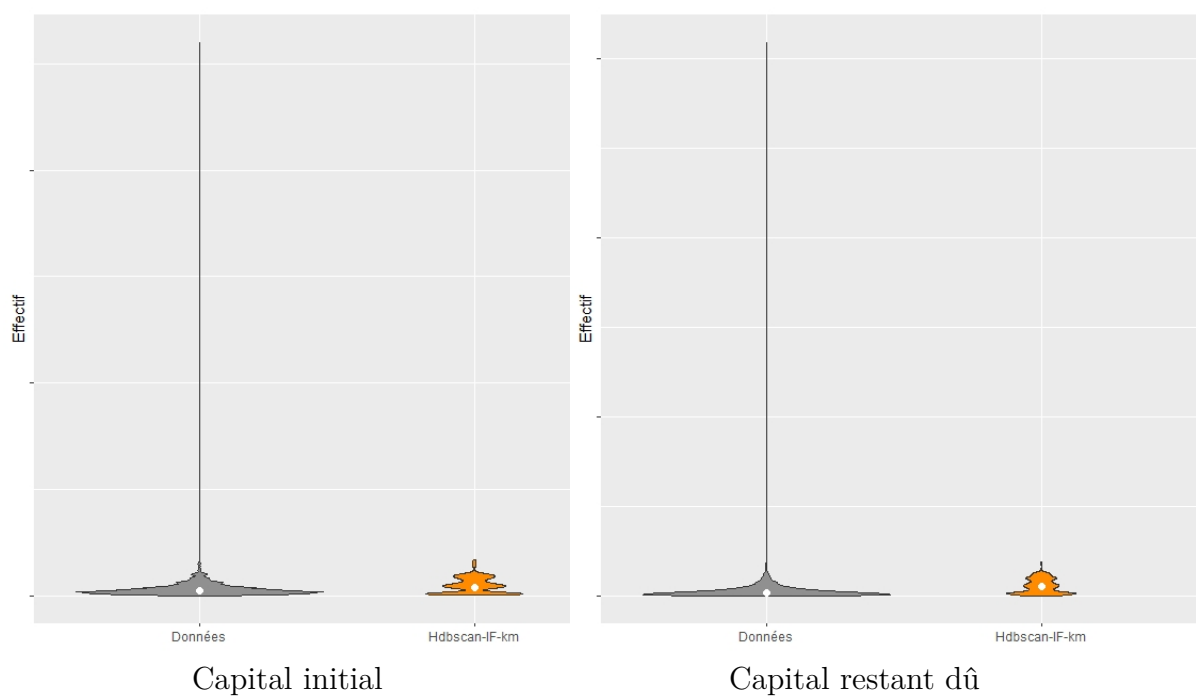 Effectif
Données
Hdbscan-IF-km
Capital initial
Effectif
Données
Hdbscan-IF-km
Capital restant dû